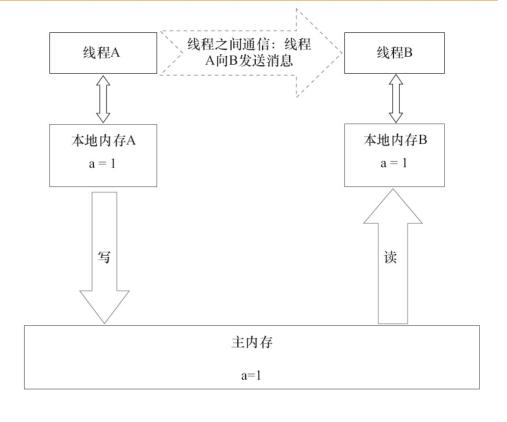 线程A
线程之间通信：线程
A向B发送消息
线程B
本地内存A
a = 1
本地内存B
a = 1
写
读
主内存
a=1